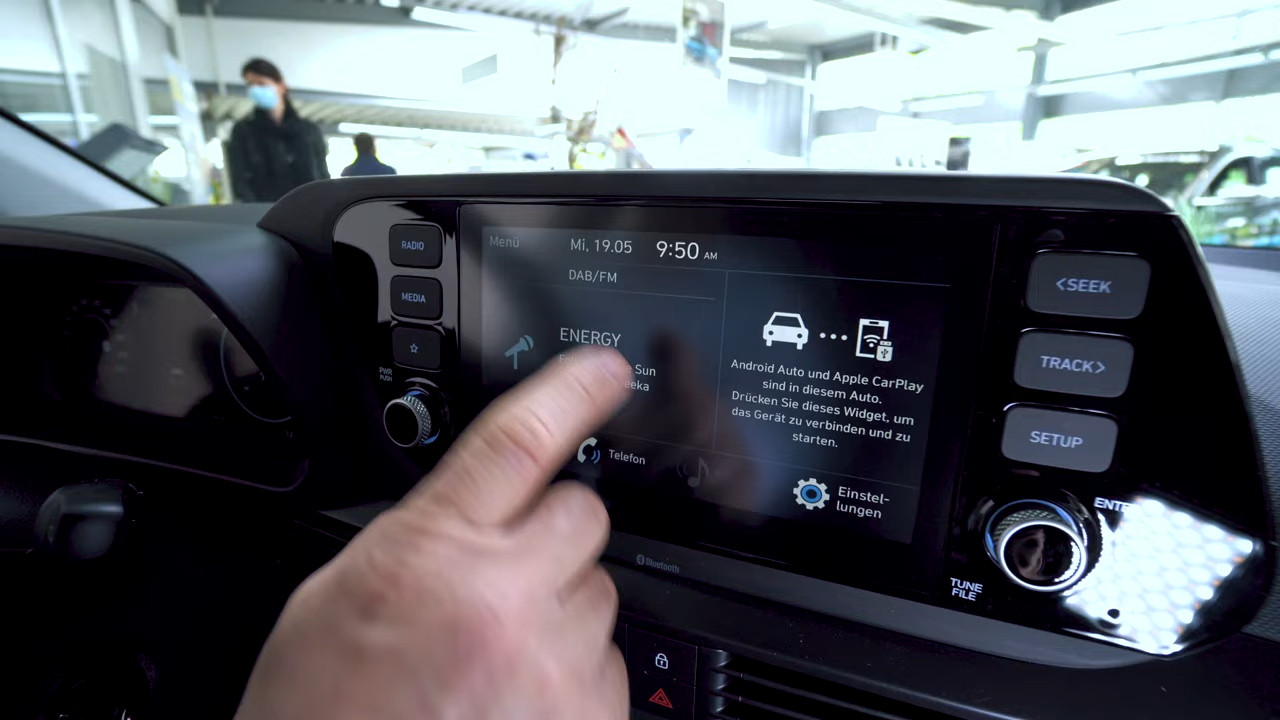 RADIO
MEDIA
PWR
PUSH
Menü
Mi, 19.05 9:50 AM
DAB/FM
ENERGY
Sun
Android Auto und Apple CarPlay
sind in diesem Auto.
Drücken Sie dieses Widget, um
das Gerät zu verbinden und zu
starten.
Telefon
Einstel-
lungen
Bluetooth
<SEEK
TRACK>
SETUP
TUNE
FILE